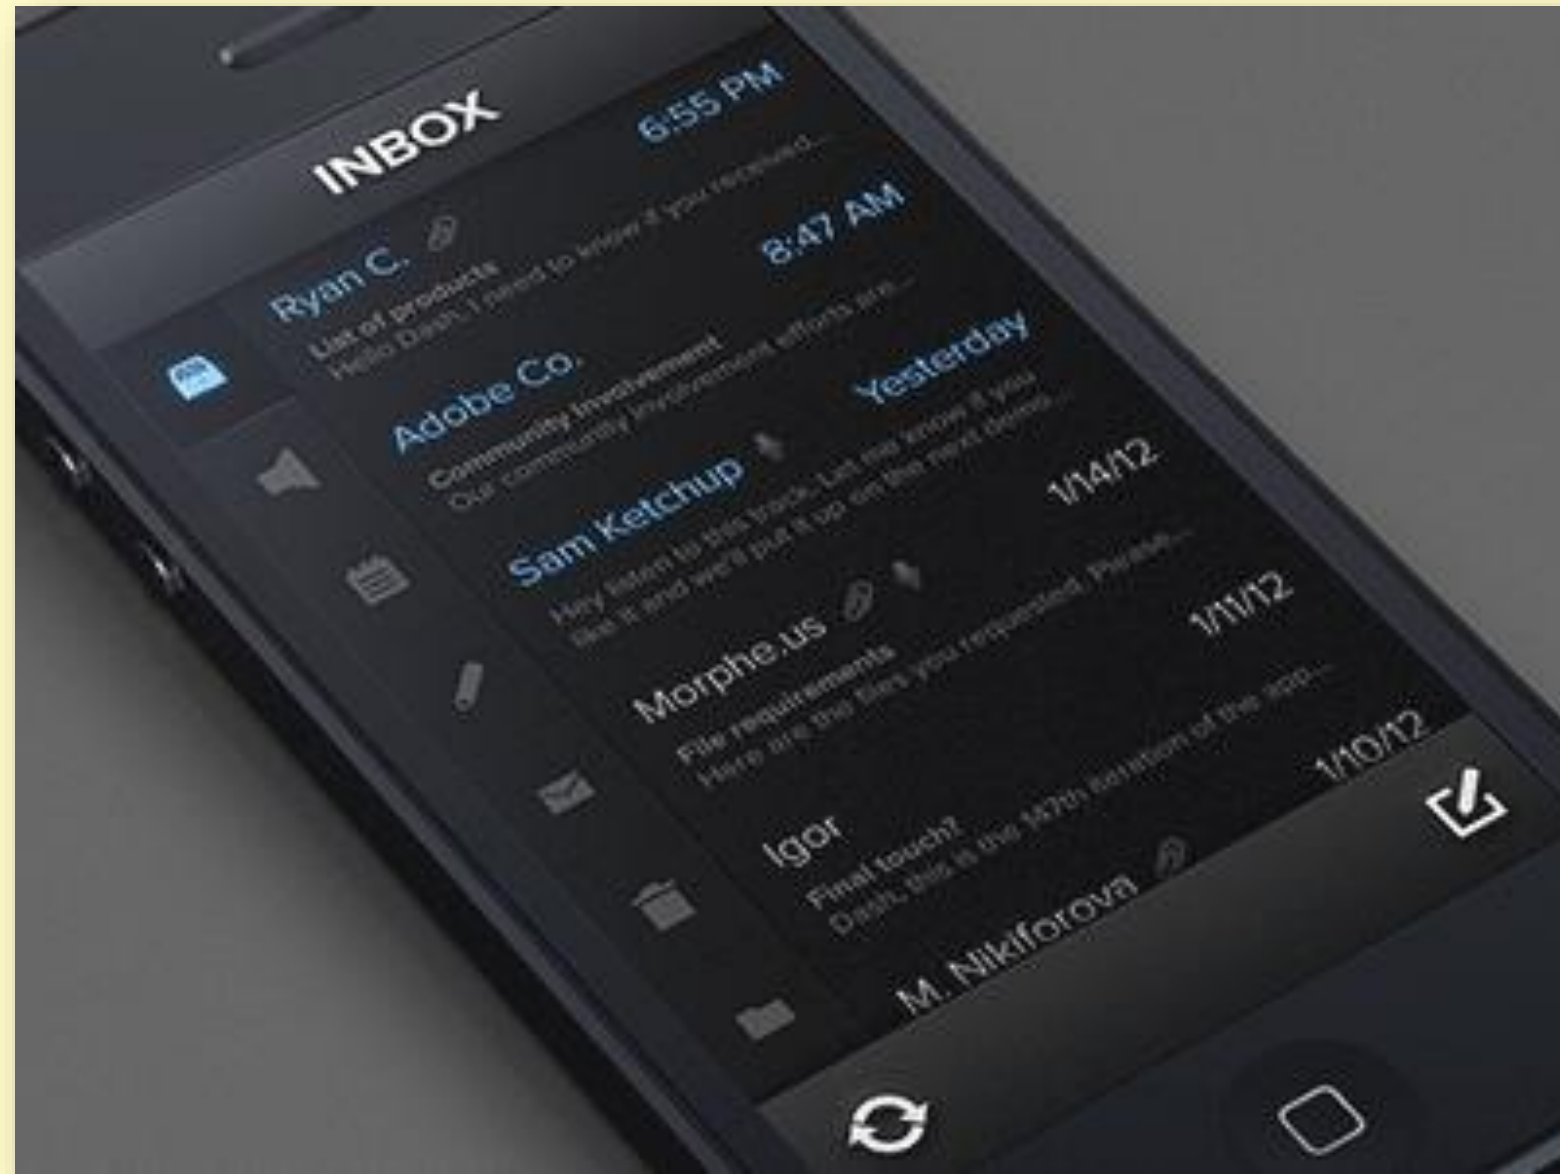 INBOX
Ryan C. 6:55 PM
List of products
Hello Dash, I need to know if you received...
Adobe Co. 8:47 AM
Community Involvement
Our community involvement efforts are...
Sam Ketchup Yesterday
Hey listen to this track. Let me know if you
like it and we'll put it up on the next demo...
Morphe.us 1/14/12
File requirements
Here are the files you requested. Please...
Igor 1/11/12
Final touch?
Dash, this is the 147th iteration of the app...
M. Nikiforova 1/10/12